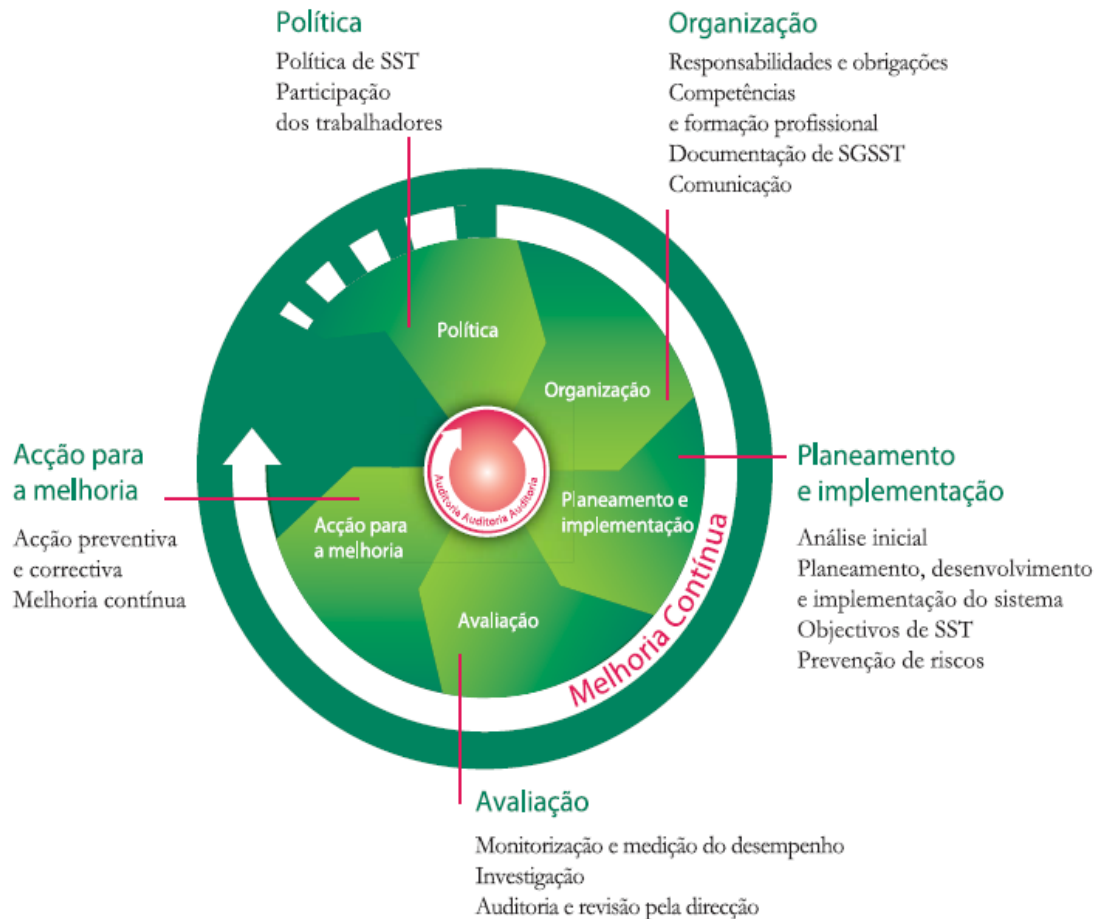 Política
Política de SST
Participação
dos trabalhadores
Organização
Responsabilidades e obrigações
Competências
e formação profissional
Documentação de SGSST
Comunicação
Política
Organização
Planeamento e
implementação
Avaliação
Acção para
a melhoria
Auditoria Auditoria Auditoria
Melhoria Contínua
Acção para
a melhoria
Acção preventiva
e correctiva
Melhoria contínua
Planeamento
e implementação
Análise inicial
Planeamento, desenvolvimento
e implementação do sistema
Objectivos de SST
Prevenção de riscos
Avaliação
Monitorização e medição do desempenho
Investigação
Auditoria e revisão pela direcção